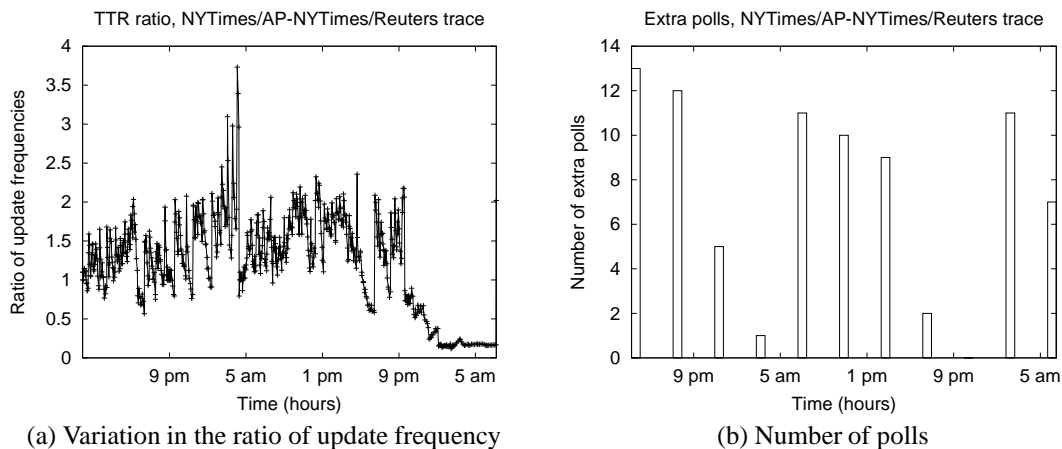 TTR ratio, NYTimes/AP-NYTimes/Reuters trace
4
3.5
3
2.5
2
1.5
1
0.5
0
Ratio of update frequencies
9 pm 5 am 1 pm 9 pm 5 am
Time (hours)
(a) Variation in the ratio of update frequency
Extra polls, NYTimes/AP-NYTimes/Reuters trace
14
12
10
8
6
4
2
0
Number of extra polls
9 pm 5 am 1 pm 9 pm 5 am
Time (hours)
(b) Number of polls